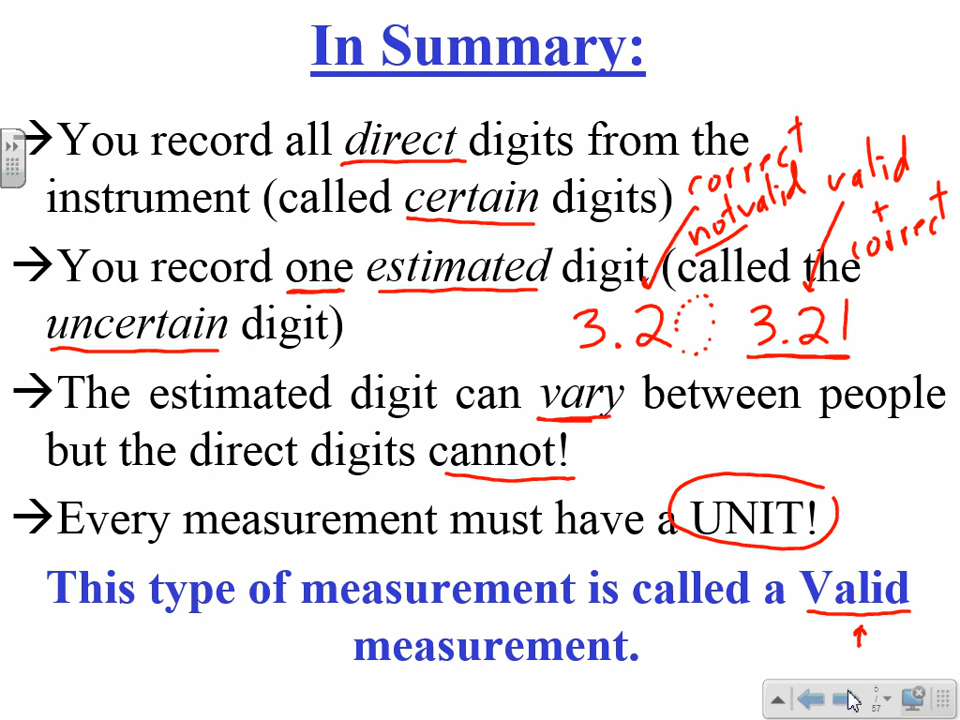 In Summary:
→You record all direct digits from the
instrument (called certain digits)
correct
not valid
valid
+
correct
→You record one estimated digit (called the
uncertain digit)
3.2
3.21
→The estimated digit can vary between people
but the direct digits cannot!
→Every measurement must have a UNIT!
This type of measurement is called a Valid
measurement.
5
/
57